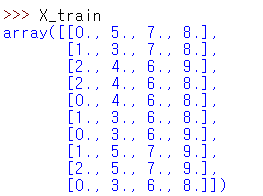 >>> X_train
array([[0., 5., 7., 8.],
       [1., 3., 7., 8.],
       [2., 4., 6., 9.],
       [2., 4., 6., 8.],
       [0., 4., 6., 8.],
       [1., 3., 6., 8.],
       [0., 3., 6., 9.],
       [1., 5., 7., 9.],
       [2., 5., 7., 9.],
       [0., 3., 6., 8.]])